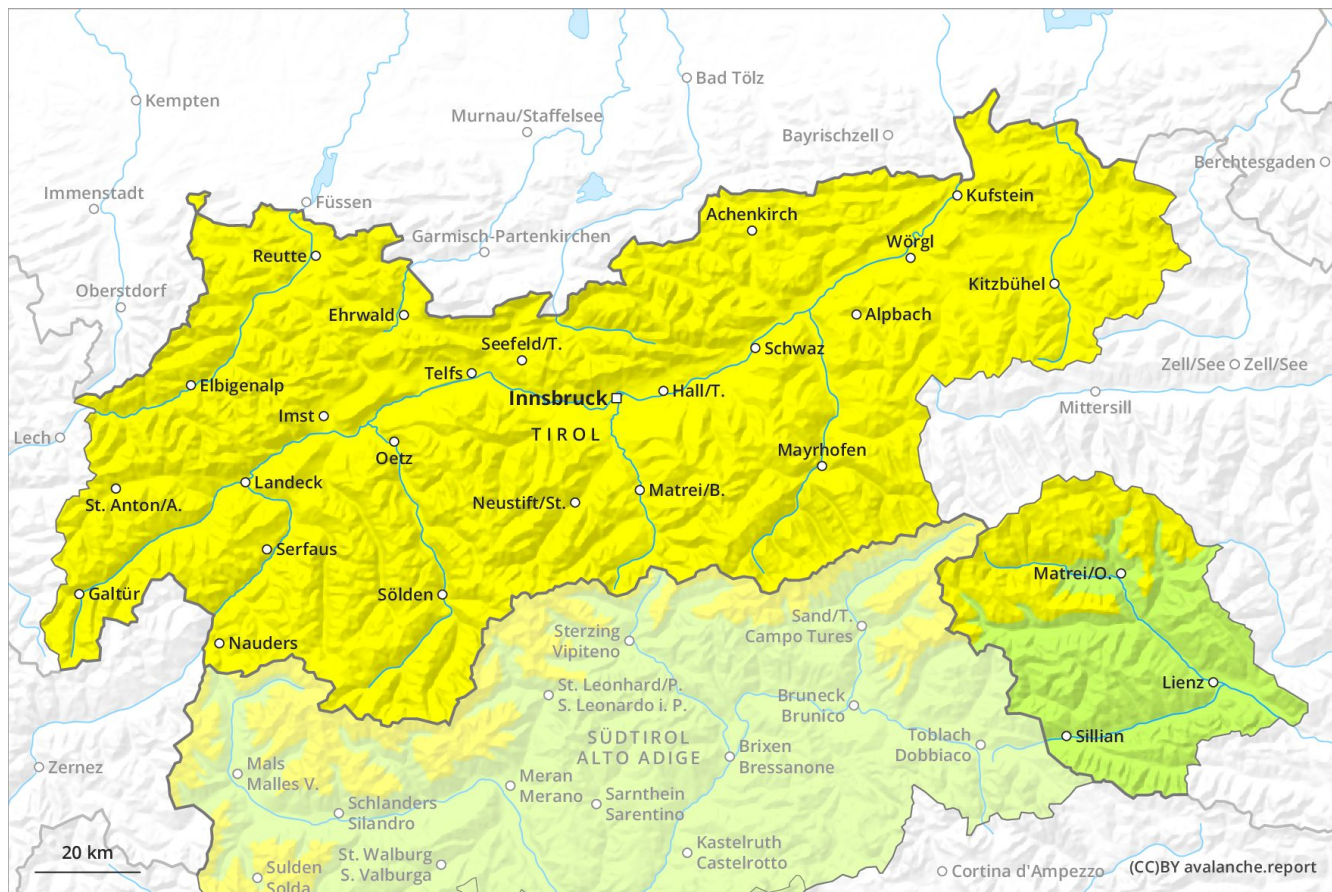 Bad Tölz
Kempten
Murnau/Staffelsee
Bayrischzell
Berchtesgaden
Immenstadt
Füssen
Kufstein
Achenkirch
Garmisch-Partenkirchen
Wörgl
Reutte
Kitzbühel
Oberstdorf
Ehrwald
Alpbach
Seefeld/T.
Schwaz
Zell/See
Zell/See
Telfs
Elbigenalp
Hall/T.
Innsbruck
Mittersill
Imst
Lech
TIROL
Oetz
Mayrhofen
Landeck
Matrei/B.
St. Anton/A.
Neustift/St.
Serfaus
Matrei/O.
Galtür
Sölden
Sand/T.
Campo Tures
Sterzing
Vipiteno
Nauders
Lienz
St. Leonhard/P.
S. Leonardo i. P.
Bruneck
Brunico
SÜDTIROL
ALTO ADIGE
Toblach
Dobbiaco
Sillian
Brixen
Bressanone
Zernez
Mals
Malles V.
Meran
Merano
Sarnthein
Sarentino
Schlanders
Silandro
20 km
St. Walburg
S. Valburga
Kastelruth
Castelrotto
Sulden
Solda
Cortina d'Ampezzo
(CC)BY avalanche.report